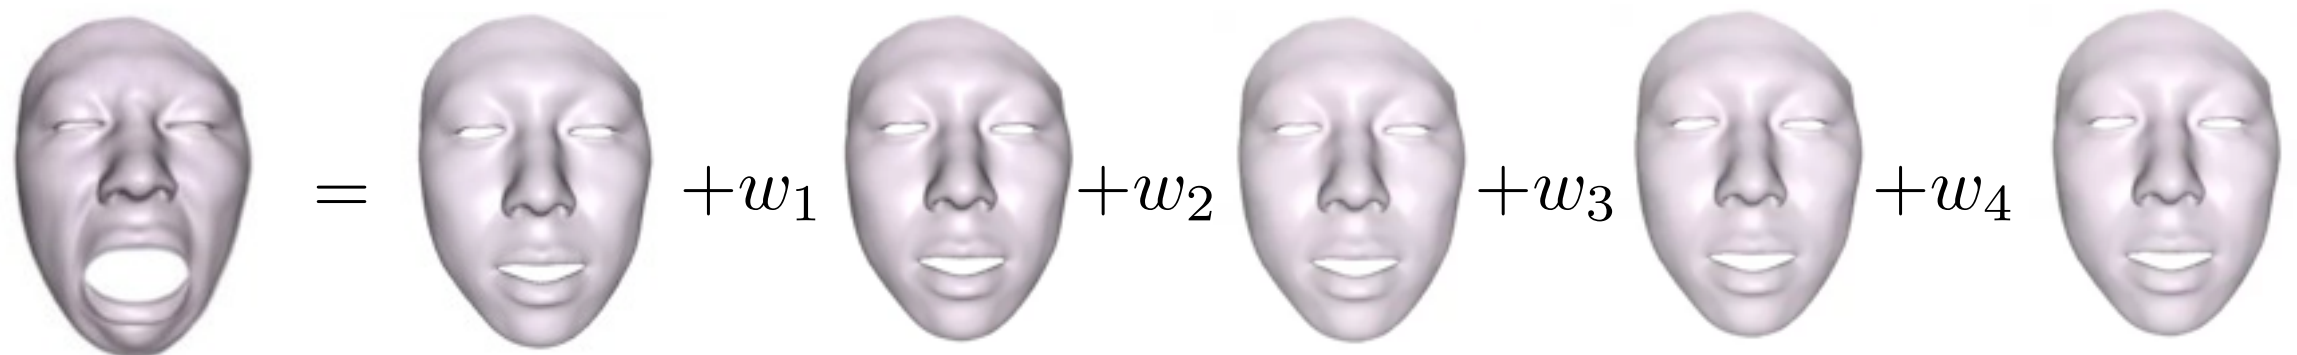 = +w₁ +w₂ +w₃ +w₄